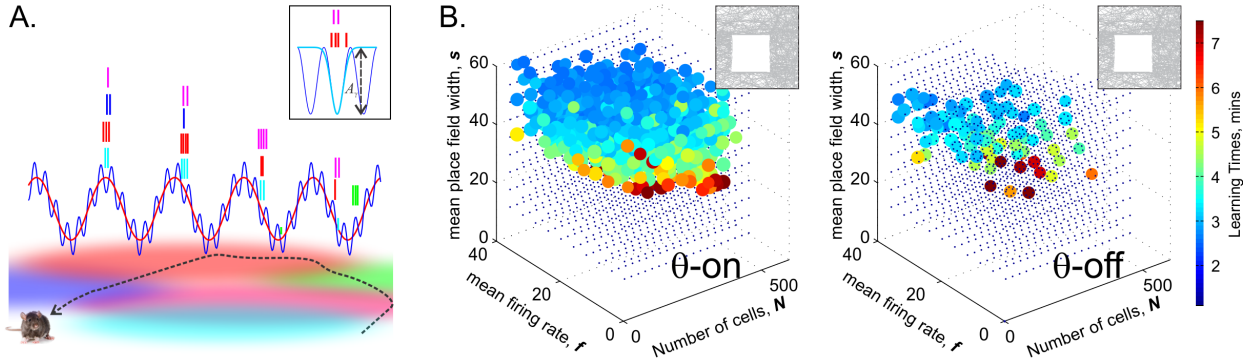 A.
A
B.
mean place field width, s
60
40
20
0
40
20
0
mean firing rate, f
0
500
Number of cells, N
θ-on
mean place field width, s
60
40
20
0
40
20
0
mean firing rate, f
0
500
Number of cells, N
θ-off
7
6
5
4
3
2
Learning Times, mins